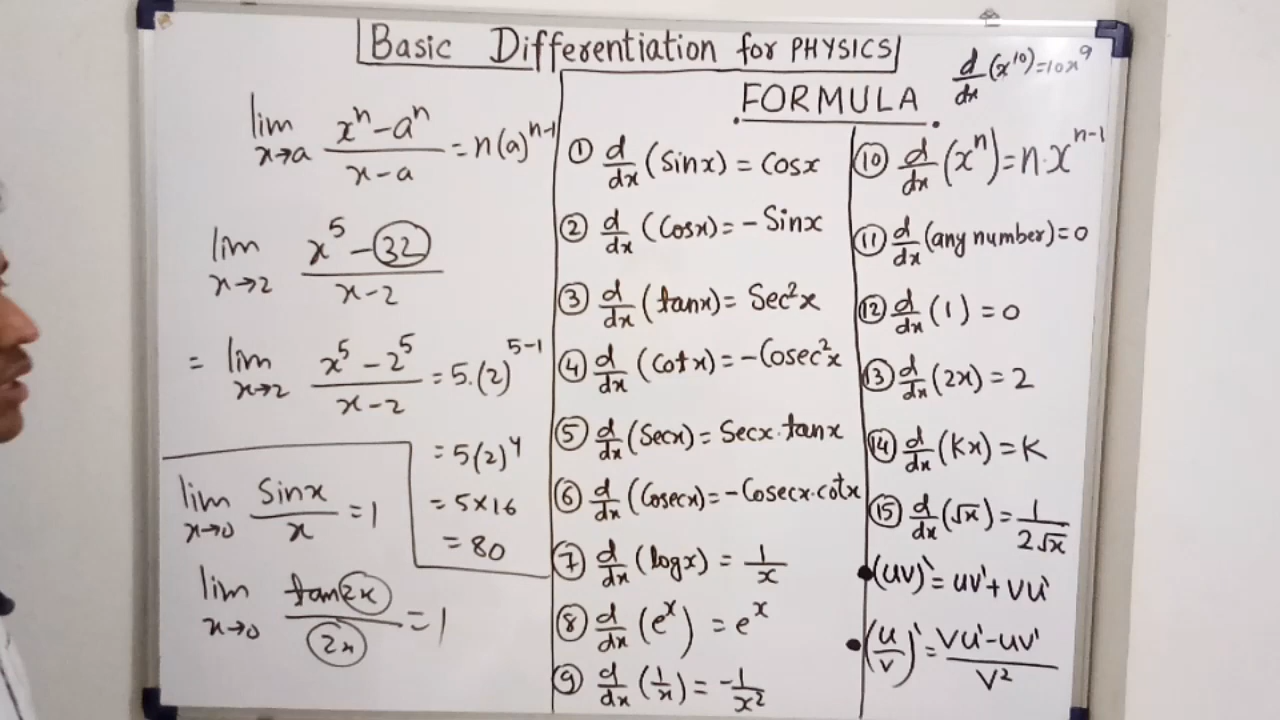 Basic Differentiation for PHYSICS
d/dx (x^10) = 10x^9
lim x→a (x^n - a^n)/(x - a) = n(a)^(n-1)
lim x→2 (x^5 - 32)/(x - 2)
= lim x→2 (x^5 - 2^5)/(x - 2) = 5.(2)^(5-1)
= 5(2)^4
= 5×16
= 80
lim x→0 Sinx/x = 1
lim x→0 tan2x/2x = 1
FORMULA
① d/dx (Sinx) = Cosx
② d/dx (Cosx) = - Sinx
③ d/dx (tanx) = Sec²x
④ d/dx (Cotx) = - Cosec²x
⑤ d/dx (Secx) = Secx.tanx
⑥ d/dx (Cosecx) = - Cosecx.cotx
⑦ d/dx (logx) = 1/x
⑧ d/dx (e^x) = e^x
⑨ d/dx (1/x) = -1/x²
⑩ d/dx (x^n) = n.x^(n-1)
⑪ d/dx (any number) = 0
⑫ d/dx (1) = 0
⑬ d/dx (2x) = 2
⑭ d/dx (Kx) = K
⑮ d/dx (√x) = 1/2√x
• (uv)' = uv' + vu'
• (u/v)' = (vu' - uv')/v²